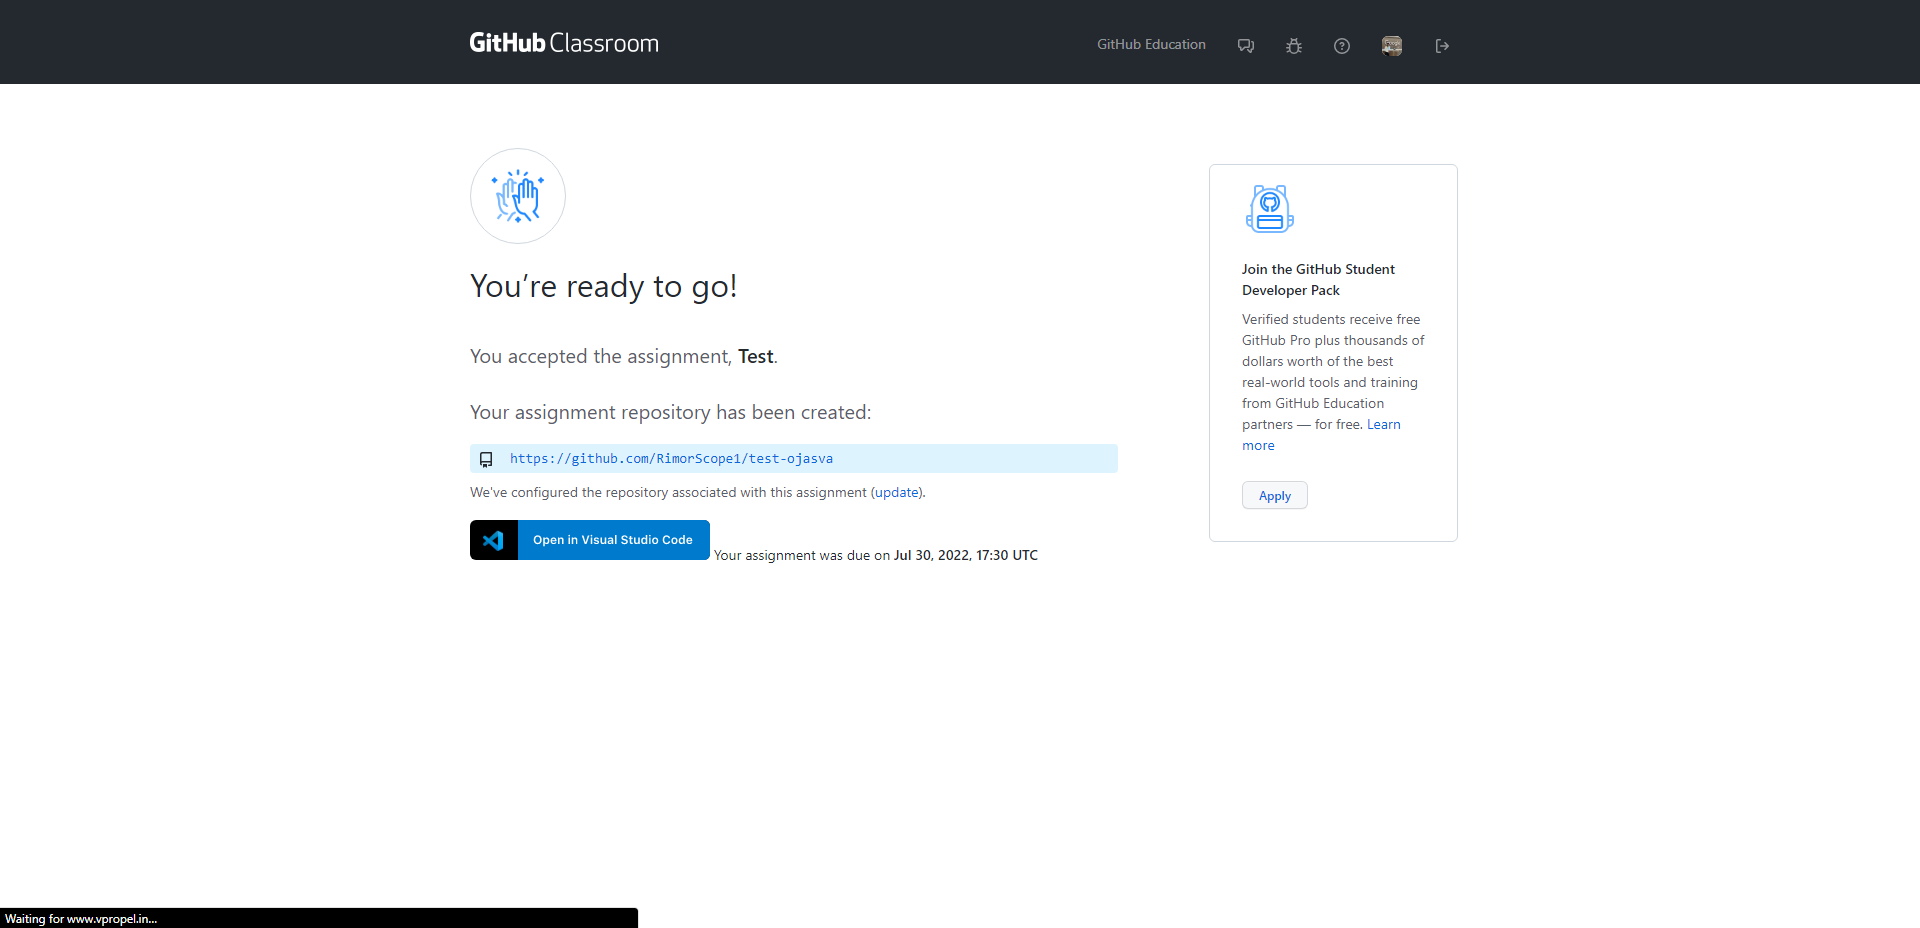 GitHub Classroom
GitHub Education
You’re ready to go!
You accepted the assignment, Test.
Your assignment repository has been created:
https://github.com/RimorScope1/test-ojasva
We've configured the repository associated with this assignment (update).
Open in Visual Studio Code
Your assignment was due on Jul 30, 2022, 17:30 UTC
Join the GitHub Student
Developer Pack
Verified students receive free
GitHub Pro plus thousands of
dollars worth of the best
real-world tools and training
from GitHub Education
partners — for free. Learn
more
Apply
Waiting for www.vpropel.in...